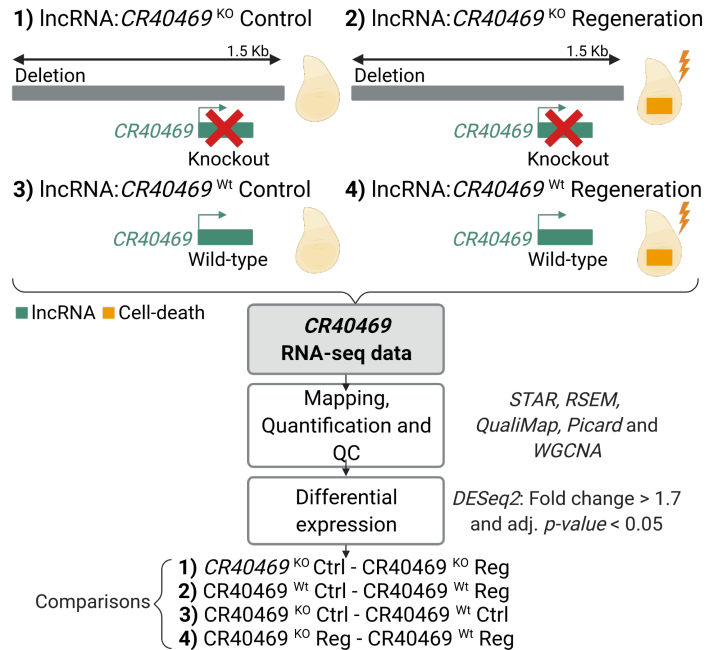 1) lncRNA:CR40469 KO Control
2) lncRNA:CR40469 KO Regeneration
1.5 Kb
1.5 Kb
Deletion
Deletion
CR40469
CR40469
Knockout
Knockout
3) lncRNA:CR40469 Wt Control
4) lncRNA:CR40469 Wt Regeneration
CR40469
CR40469
Wild-type
Wild-type
lncRNA
Cell-death
CR40469
RNA-seq data
Mapping,
Quantification and
QC
STAR, RSEM,
QualiMap, Picard and
WGCNA
Differential
expression
DESeq2: Fold change > 1.7
and adj. p-value < 0.05
Comparisons
1) CR40469 KO Ctrl - CR40469 KO Reg
2) CR40469 Wt Ctrl - CR40469 Wt Reg
3) CR40469 KO Ctrl - CR40469 Wt Ctrl
4) CR40469 KO Reg - CR40469 Wt Reg